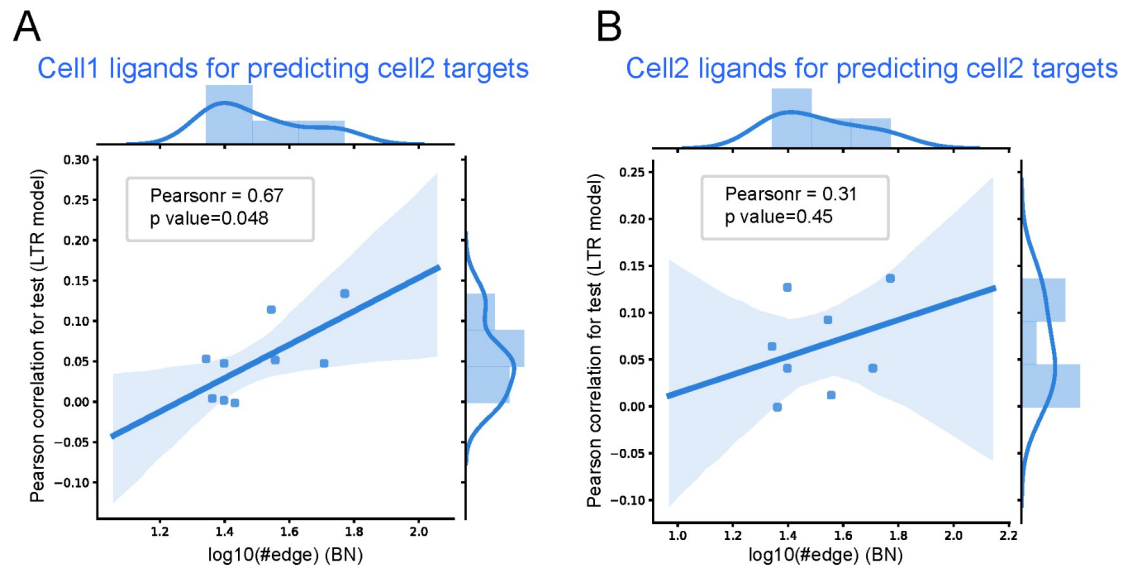 A
Cell1 ligands for predicting cell2 targets
Pearsonr = 0.67
p value=0.048
Pearson correlation for test (LTR model)
0.30
0.25
0.20
0.15
0.10
0.05
0.00
−0.05
−0.10
1.2
1.4
1.6
1.8
2.0
log10(#edge) (BN)
B
Cell2 ligands for predicting cell2 targets
Pearsonr = 0.31
p value=0.45
Pearson correlation for test (LTR model)
0.25
0.20
0.15
0.10
0.05
0.00
−0.05
−0.10
1.0
1.2
1.4
1.6
1.8
2.0
2.2
log10(#edge) (BN)